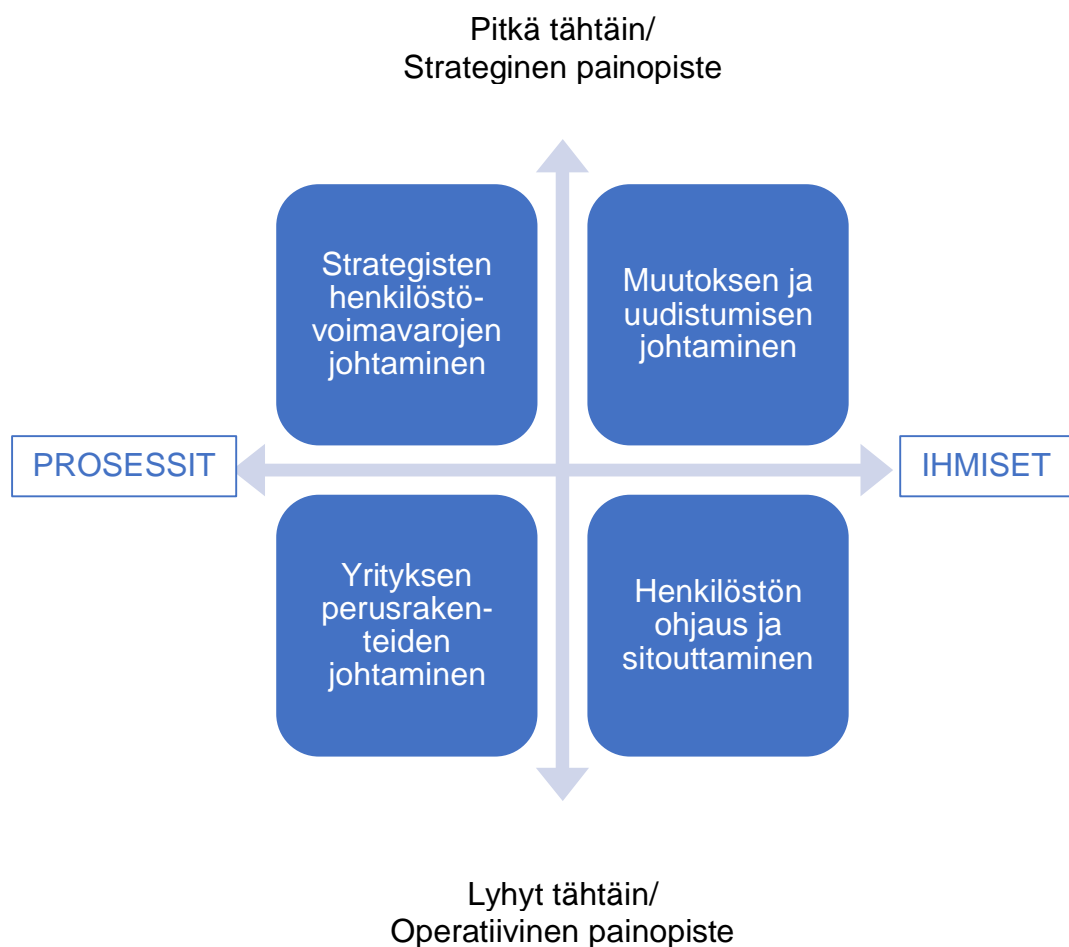 Pitkä tähtäin/
Strateginen painopiste
Strategisten
henkilöstö-
voimavarojen
johtaminen
Muutoksen ja
uudistumisen
johtaminen
PROSESSIT
IHMISET
Yrityksen
perusraken-
teiden
johtaminen
Henkilöstön
ohjaus ja
sitouttaminen
Lyhyt tähtäin/
Operatiivinen painopiste